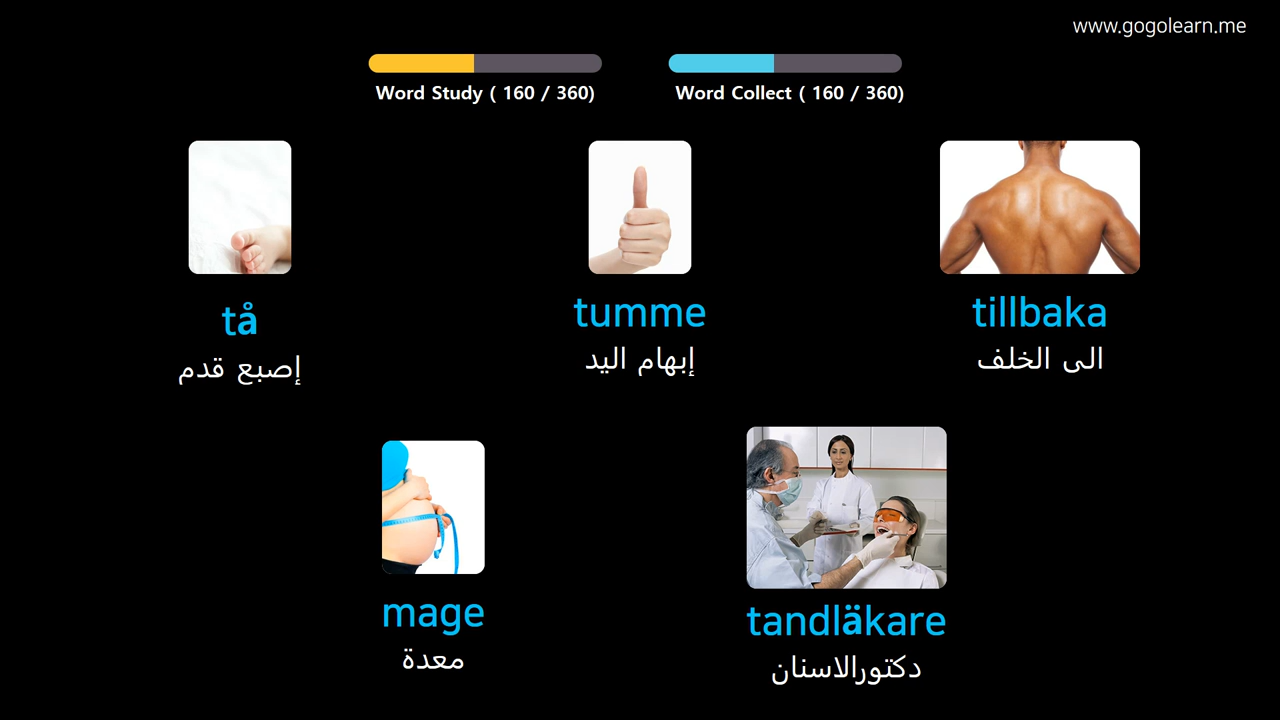 www.gogolearn.me
Word Study ( 160 / 360)
Word Collect ( 160 / 360)
tå
إصبع قدم
tumme
إبهام اليد
tillbaka
الى الخلف
mage
معدة
tandläkare
دكتورالاسنان